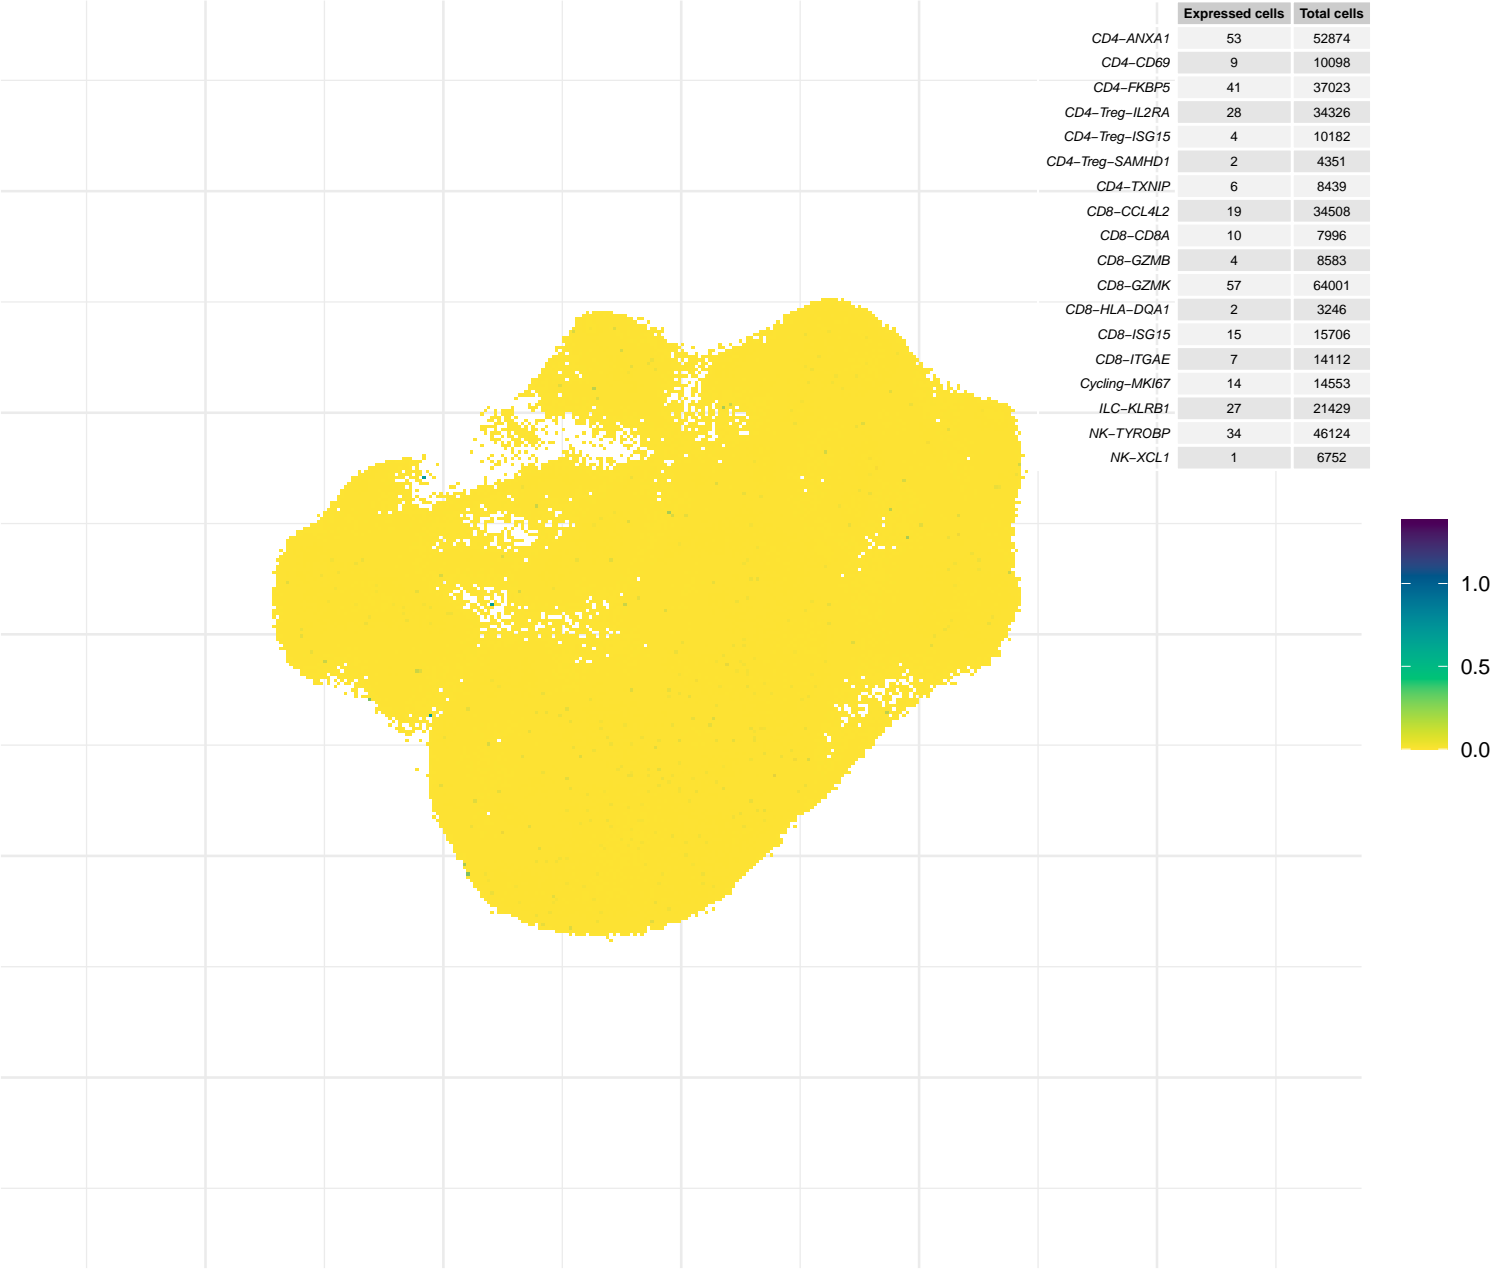 Expressed cells Total cells
CD4−ANXA1 53 52874
CD4−CD69 9 10098
CD4−FKBP5 41 37023
CD4−Treg−IL2RA 28 34326
CD4−Treg−ISG15 4 10182
CD4−Treg−SAMHD1 2 4351
CD4−TXNIP 6 8439
CD8−CCL4L2 19 34508
CD8−CD8A 10 7996
CD8−GZMB 4 8583
CD8−GZMK 57 64001
CD8−HLA−DQA1 2 3246
CD8−ISG15 15 15706
CD8−ITGAE 7 14112
Cycling−MKI67 14 14553
ILC−KLRB1 27 21429
NK−TYROBP 34 46124
NK−XCL1 1 6752
1.0
0.5
0.0